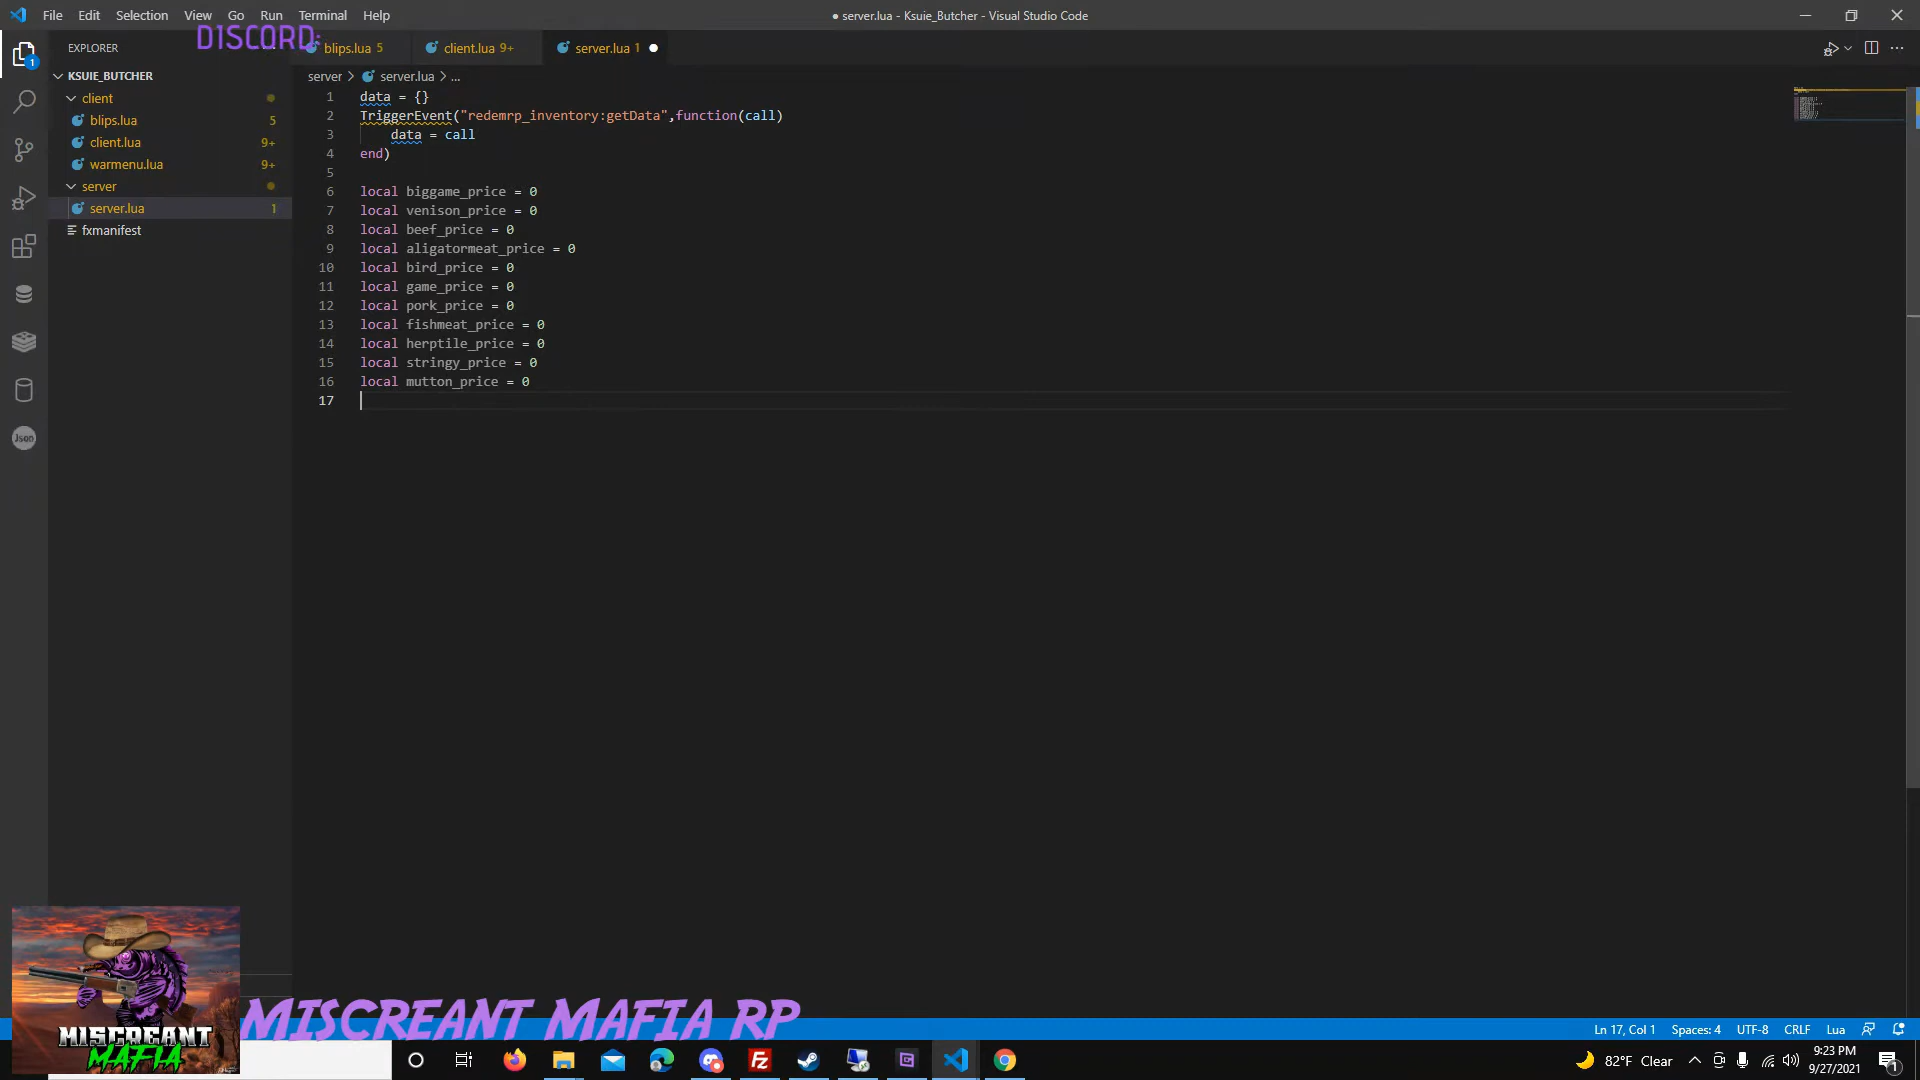 File Edit Selection View Go Run Terminal Help
● server.lua - Ksuie_Butcher - Visual Studio Code
DISCORD:
EXPLORER
blips.lua 5
client.lua 9+
server.lua 1
KSUIE_BUTCHER
client
blips.lua 5
client.lua 9+
warmenu.lua 9+
server
server.lua 1
fxmanifest
1
Json
server > server.lua > ...
1 data = {}
2 TriggerEvent("redemrp_inventory:getData",function(call)
3 data = call
4 end)
5
6 local biggame_price = 0
7 local venison_price = 0
8 local beef_price = 0
9 local aligatormeat_price = 0
10 local bird_price = 0
11 local game_price = 0
12 local pork_price = 0
13 local fishmeat_price = 0
14 local herptile_price = 0
15 local stringy_price = 0
16 local mutton_price = 0
17
MISCREANT
MAFIA
MISCREANT MAFIA RP
Ln 17, Col 1 Spaces: 4 UTF-8 CRLF Lua
Fz
82°F Clear
9:23 PM
9/27/2021
1